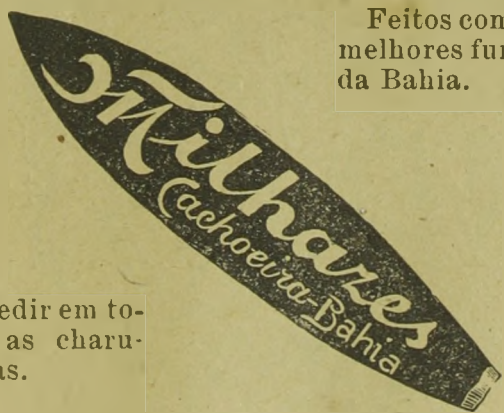 Feitos con
melhores fu
da Bahia.
Milhazes
Cachoeira-Bahia
edir em to-
as charu-
as.